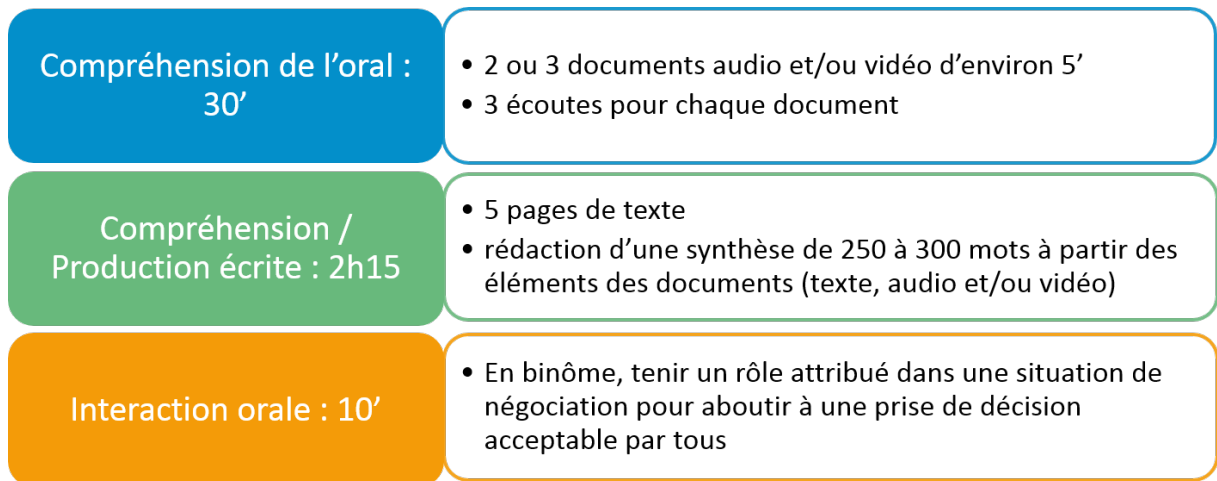 Compréhension de l’oral :
30’
• 2 ou 3 documents audio et/ou vidéo d’environ 5’
• 3 écoutes pour chaque document
Compréhension /
Production écrite : 2h15
• 5 pages de texte
• rédaction d’une synthèse de 250 à 300 mots à partir des
éléments des documents (texte, audio et/ou vidéo)
Interaction orale : 10’
• En binôme, tenir un rôle attribué dans une situation de
négociation pour aboutir à une prise de décision
acceptable par tous